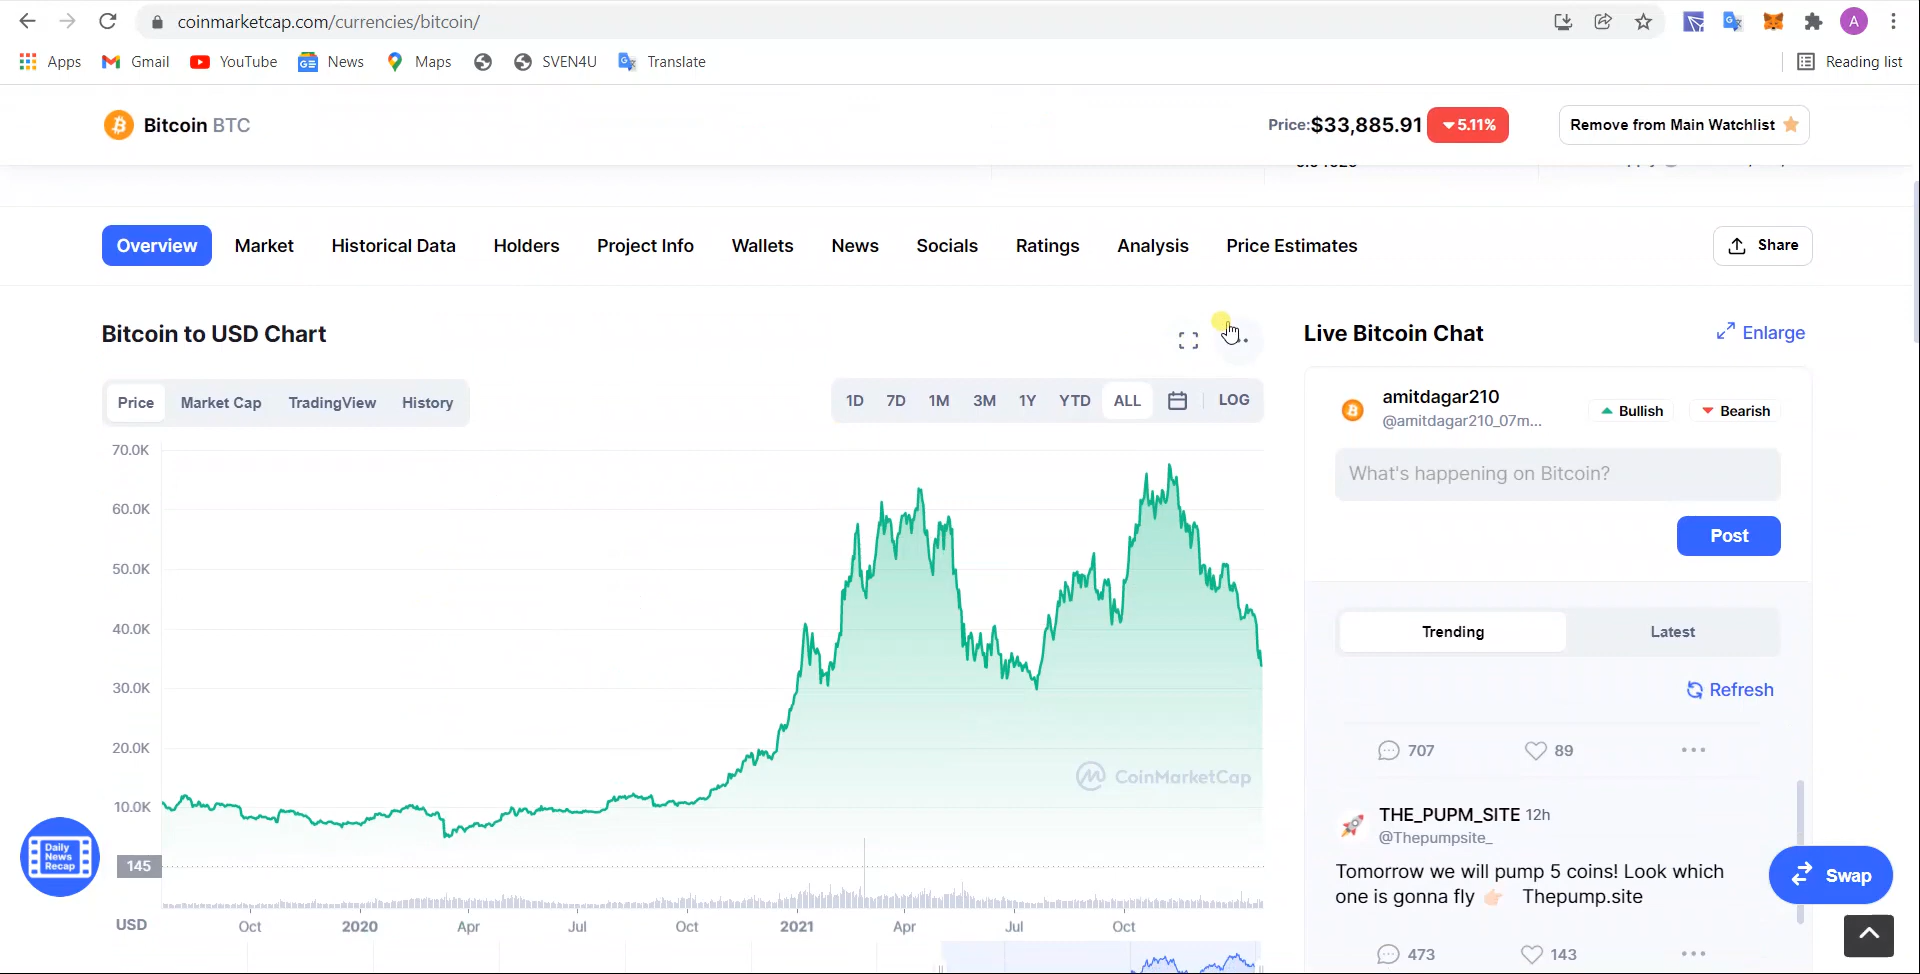 coinmarketcap.com/currencies/bitcoin/
A
Apps Gmail YouTube News Maps SVEN4U Translate Reading list
Bitcoin BTC Price:$33,885.91 5.11% Remove from Main Watchlist
Overview Market Historical Data Holders Project Info Wallets News Socials Ratings Analysis Price Estimates Share
Bitcoin to USD Chart
Price Market Cap TradingView History
1D 7D 1M 3M 1Y YTD ALL LOG
70.0K
60.0K
50.0K
40.0K
30.0K
20.0K
10.0K
145
CoinMarketCap
USD
Oct 2020 Apr Jul Oct 2021 Apr Jul Oct
Daily
News
Recap
Live Bitcoin Chat Enlarge
amitdagar210
@amitdagar210_07m...
Bullish Bearish
What's happening on Bitcoin?
Post
Trending Latest
Refresh
707 89
THE_PUPM_SITE 12h
@Thepumpsite_
Tomorrow we will pump 5 coins! Look which
one is gonna fly 👉🏻 Thepump.site
473 143
Swap